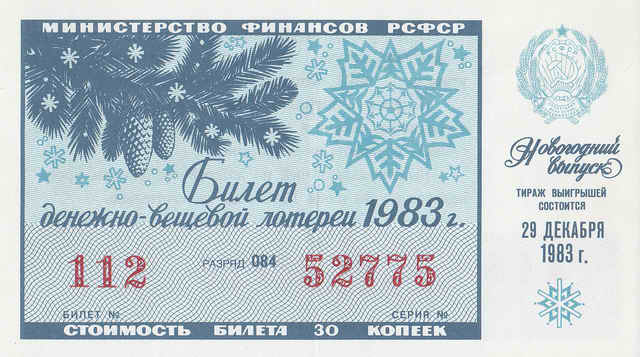 МИНИСТЕРСТВО ФИНАНСОВ РСФСР
Билет
денежно-вещевой лотереи 1983 г.
112 РАЗРЯД 084 52775
БИЛЕТ № СЕРИЯ №
СТОИМОСТЬ БИЛЕТА 30 КОПЕЕК
Новогодний
выпуск
ТИРАЖ ВЫИГРЫШЕЙ
СОСТОИТСЯ
29 ДЕКАБРЯ
1983 г.